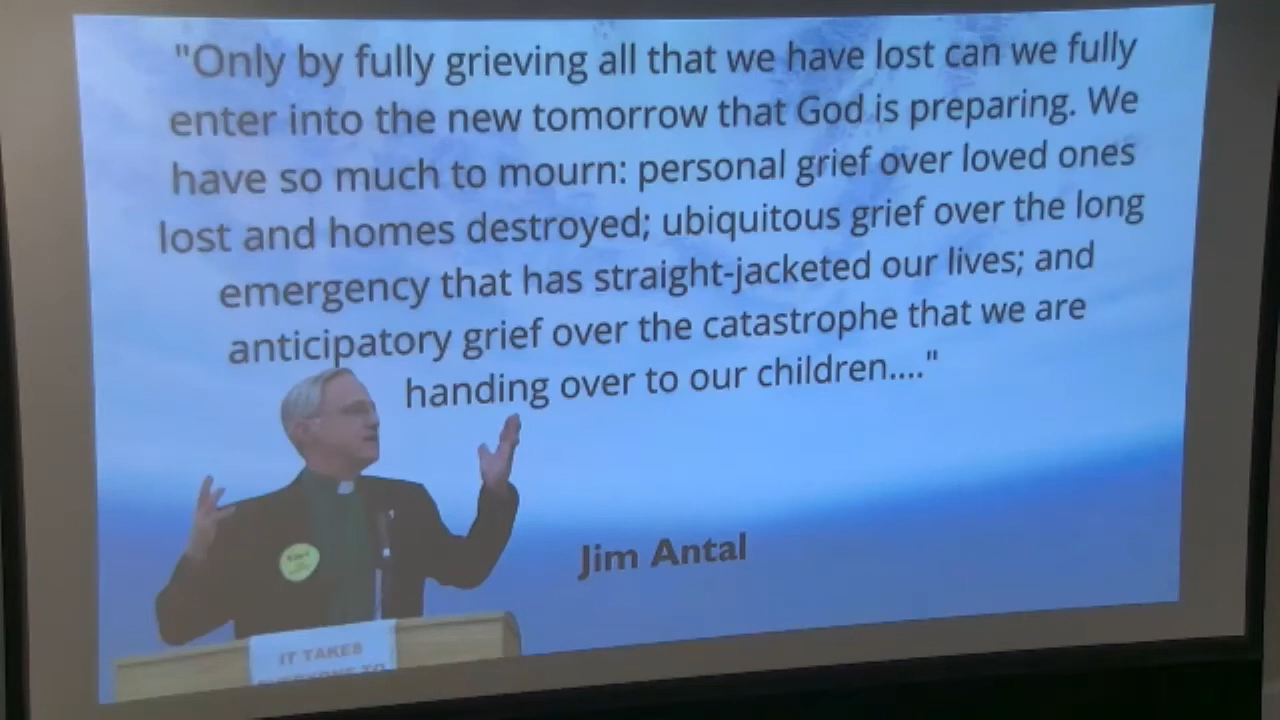 "Only by fully grieving all that we have lost can we fully
enter into the new tomorrow that God is preparing. We
have so much to mourn: personal grief over loved ones
lost and homes destroyed; ubiquitous grief over the long
emergency that has straight-jacketed our lives; and
anticipatory grief over the catastrophe that we are
handing over to our children...."
Jim Antal
IT TAKES